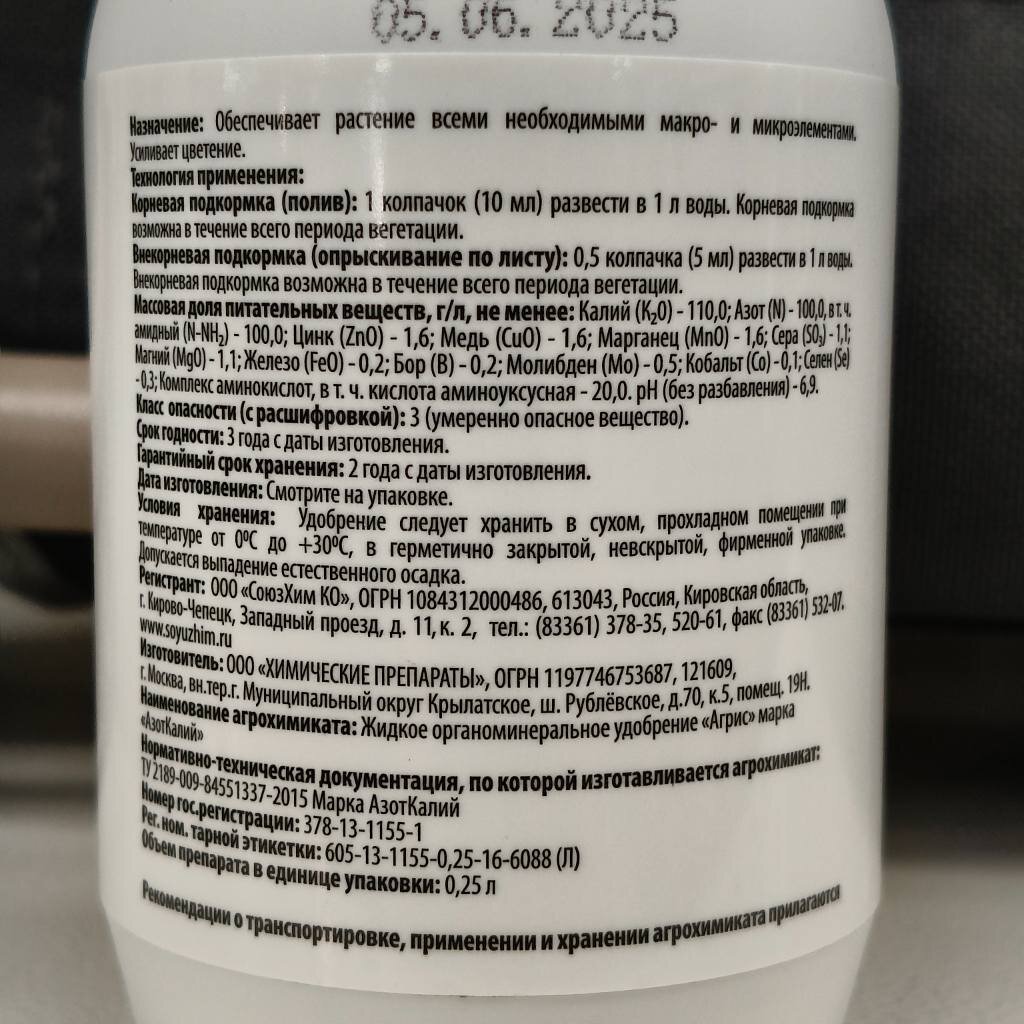 05.06.2025
Назначение: Обеспечивает растение всеми необходимыми макро- и микроэлементами.
Усиливает цветение.
Технология применения:
Корневая подкормка (полив): 1 колпачок (10 мл) развести в 1 л воды. Корневая подкормка
возможна в течение всего периода вегетации.
Внекорневая подкормка (опрыскивание по листу): 0,5 колпачка (5 мл) развести в 1 л воды.
Внекорневая подкормка возможна в течение всего периода вегетации.
Массовая доля питательных веществ, г/л, не менее: Калий (K₂O) - 110,0; Азот (N) - 100,0, в т. ч.
амидный (N-NH₂) - 100,0; Цинк (ZnO) - 1,6; Медь (CuO) - 1,6; Марганец (MnO) - 1,6; Сера (SO₃) - 1,1;
Магний (MgO) - 1,1; Железо (FeO) - 0,2; Бор (B) - 0,2; Молибден (Mo) - 0,5; Кобальт (Co) - 0,1; Селен (Se)
- 0,3; Комплекс аминокислот, в т. ч. кислота аминоуксусная - 20,0. pH (без разбавления) - 6,9.
Класс опасности (с расшифровкой): 3 (умеренно опасное вещество).
Срок годности: 3 года с даты изготовления.
Гарантийный срок хранения: 2 года с даты изготовления.
Дата изготовления: Смотрите на упаковке.
Условия хранения: Удобрение следует хранить в сухом, прохладном помещении при
температуре от 0ºС до +30ºС, в герметично закрытой, невскрытой, фирменной упаковке.
Допускается выпадение естественного осадка.
Регистрант: ООО «СоюзХим КО», ОГРН 1084312000486, 613043, Россия, Кировская область,
г. Кирово-Чепецк, Западный проезд, д. 11, к. 2, тел.: (83361) 378-35, 520-61, факс (83361) 532-07.
www.soyuzhim.ru
Изготовитель: ООО «ХИМИЧЕСКИЕ ПРЕПАРАТЫ», ОГРН 1197746753687, 121609,
г. Москва, вн.тер.г. Муниципальный округ Крылатское, ш. Рублёвское, д.70, к.5, помещ. 19Н.
Наименование агрохимиката: Жидкое органоминеральное удобрение «Агрис» марка
«АзотКалий»
Нормативно-техническая документация, по которой изготавливается агрохимикат:
ТУ 2189-009-84551337-2015 Марка АзотКалий
Номер гос.регистрации: 378-13-1155-1
Рег. ном. тарной этикетки: 605-13-1155-0,25-16-6088 (Л)
Объем препарата в единице упаковки: 0,25 л
Рекомендации о транспортировке, применении и хранении агрохимиката прилагаются